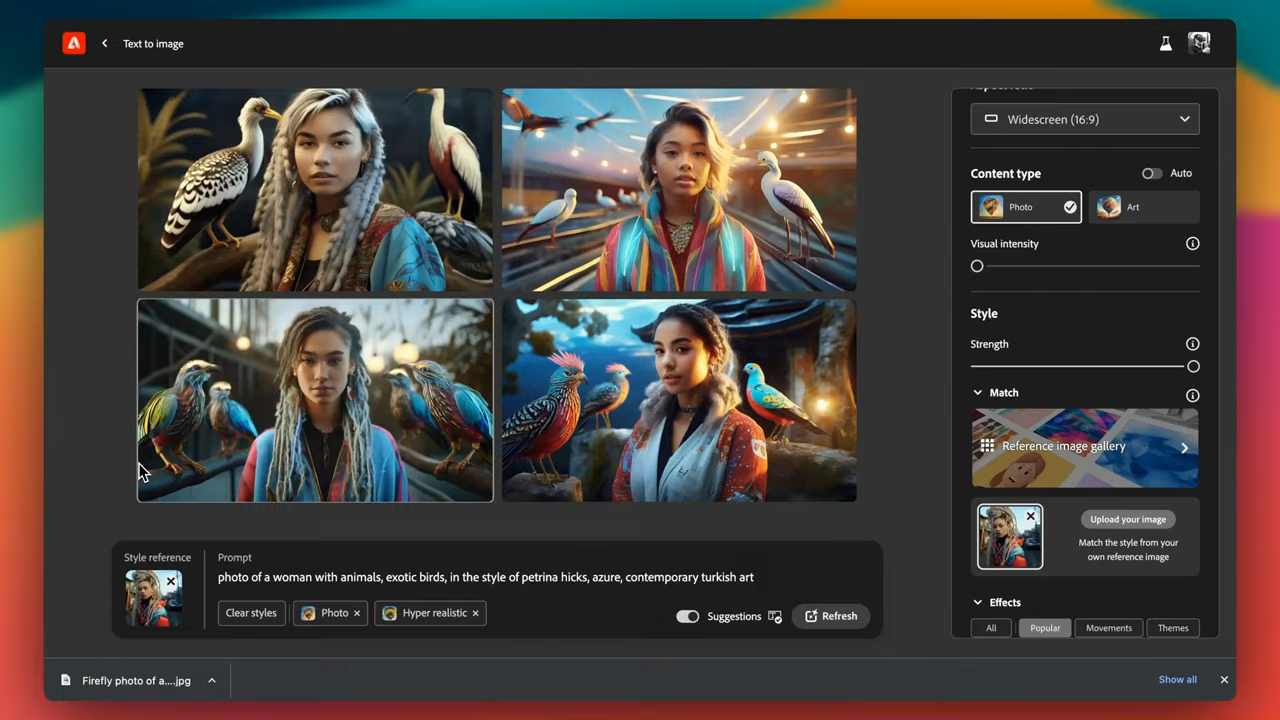 Text to image
Widescreen (16:9)
Content type
Auto
Photo
Art
Visual intensity
Style
Strength
Match
Reference image gallery
Upload your image
Match the style from your
own reference image
Effects
All
Popular
Movements
Themes
Style reference
Prompt
photo of a woman with animals, exotic birds, in the style of petrina hicks, azure, contemporary turkish art
Clear styles
Photo
Hyper realistic
Suggestions
Refresh
Firefly photo of a....jpg
Show all